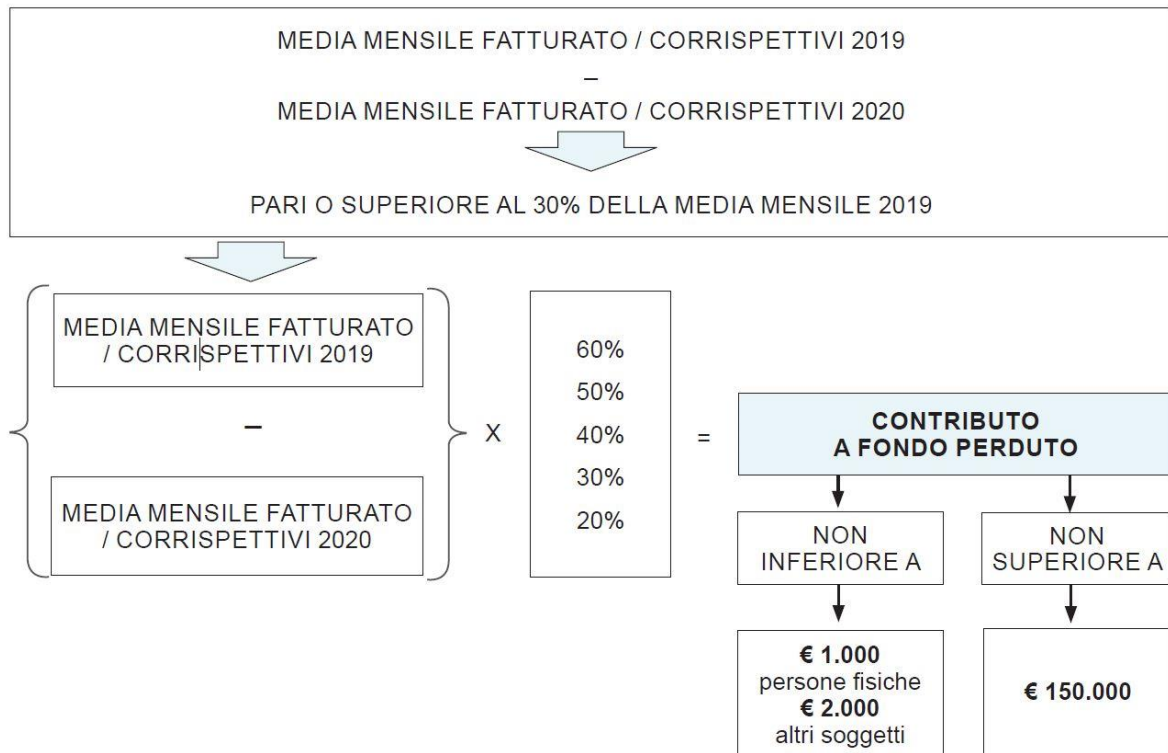 MEDIA MENSILE FATTURATO / CORRISPETTIVI 2019
–
MEDIA MENSILE FATTURATO / CORRISPETTIVI 2020
PARI O SUPERIORE AL 30% DELLA MEDIA MENSILE 2019
MEDIA MENSILE FATTURATO
/ CORRISPETTIVI 2019
–
MEDIA MENSILE FATTURATO
/ CORRISPETTIVI 2020
X
60%
50%
40%
30%
20%
=
CONTRIBUTO
A FONDO PERDUTO
NON
INFERIORE A
€ 1.000
persone fisiche
€ 2.000
altri soggetti
NON
SUPERIORE A
€ 150.000